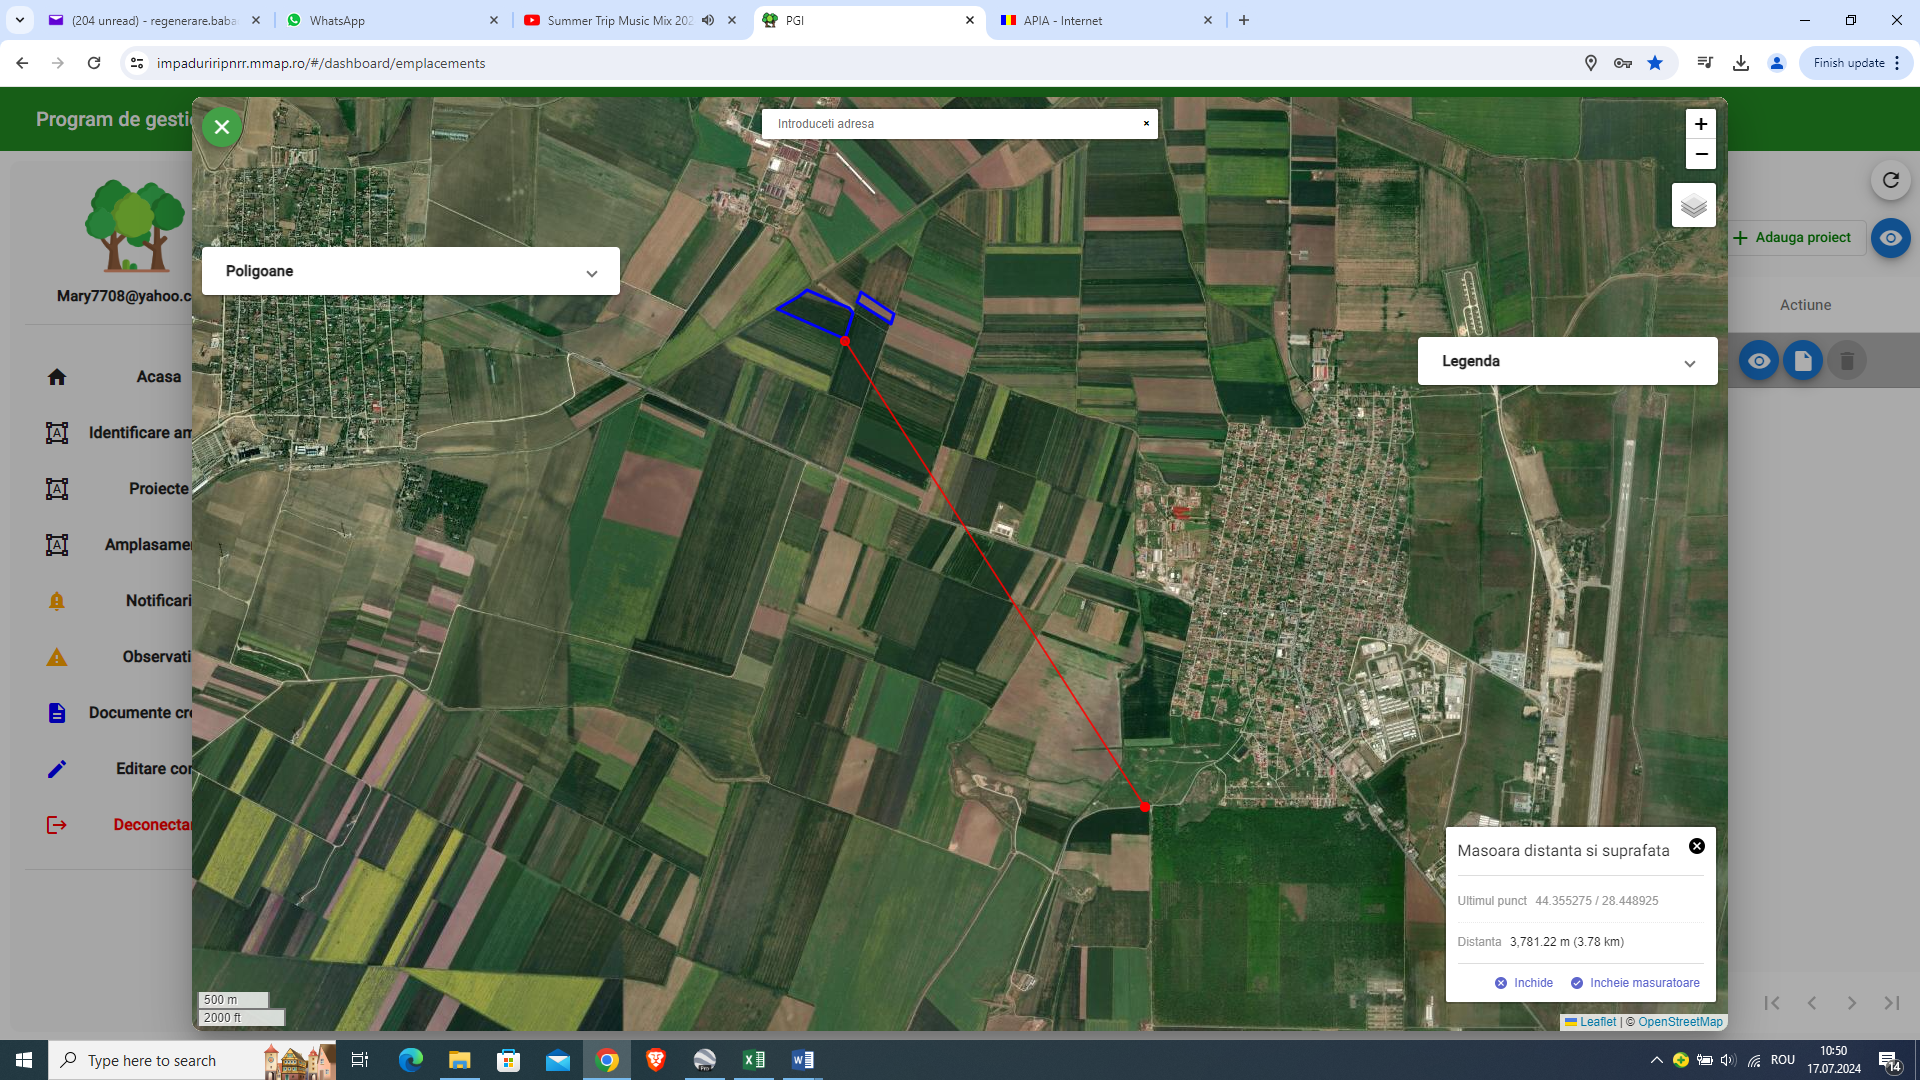 (204 unread) - regenerare.baba
WhatsApp
Summer Trip Music Mix 202
PGI
APIA - Internet
impaduriripnrr.mmap.ro/#/dashboard/emplacements
Finish update
Program de gesti
Introduceti adresa
+
−
Poligoane
Adauga proiect
Mary7708@yahoo.c
Actiune
Legenda
Acasa
Identificare am
Proiecte
Amplasame
Notificari
Observati
Documente cre
Editare con
Deconectar
Masoara distanta si suprafata
Ultimul punct 44.355275 / 28.448925
Distanta 3,781.22 m (3.78 km)
Inchide Incheie masuratoare
500 m
2000 ft
Leaflet | © OpenStreetMap
Type here to search
ROU
10:50
17.07.2024
14